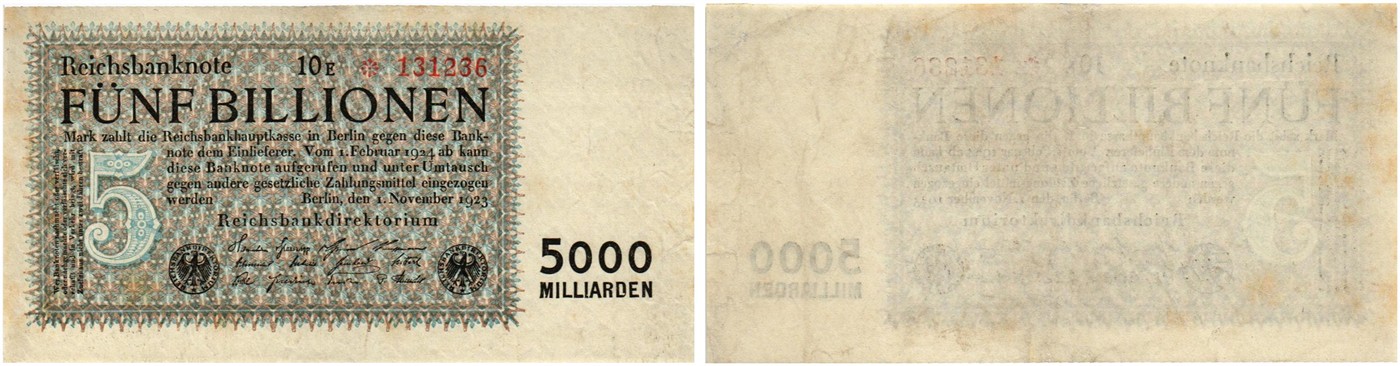 Reichsbanknote 10E * 131236
FÜNF BILLIONEN
Mark zahlt die Reichsbankhauptkasse in Berlin gegen diese Bank-
note dem Einlieferer. Vom 1. Februar 1924 ab kann
diese Banknote aufgerufen und unter Umtausch
gegen andere gesetzliche Zahlungsmittel eingezogen
werden Berlin, den 1. November 1923
Reichsbankdirektorium
5
5000
MILLIARDEN